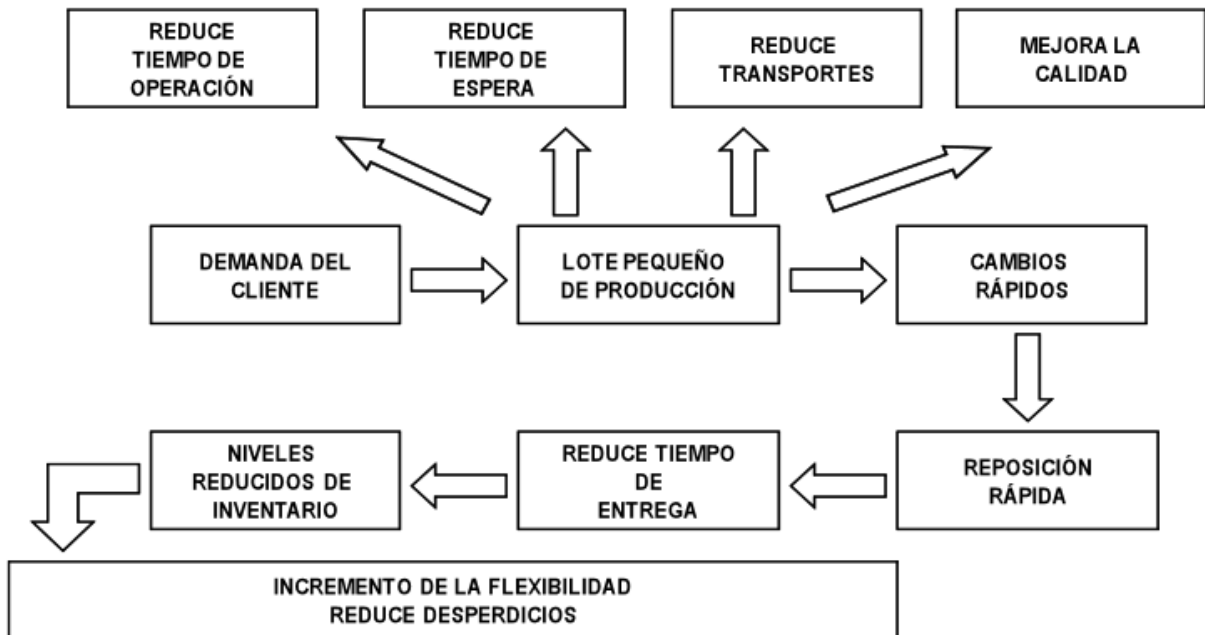 REDUCE
TIEMPO DE
OPERACIÓN
REDUCE
TIEMPO DE
ESPERA
REDUCE
TRANSPORTES
MEJORA LA
CALIDAD
DEMANDA DEL
CLIENTE
LOTE PEQUEÑO
DE PRODUCCIÓN
CAMBIOS
RÁPIDOS
REPOSICIÓN
RÁPIDA
REDUCE TIEMPO
DE
ENTREGA
NIVELES
REDUCIDOS DE
INVENTARIO
INCREMENTO DE LA FLEXIBILIDAD
REDUCE DESPERDICIOS